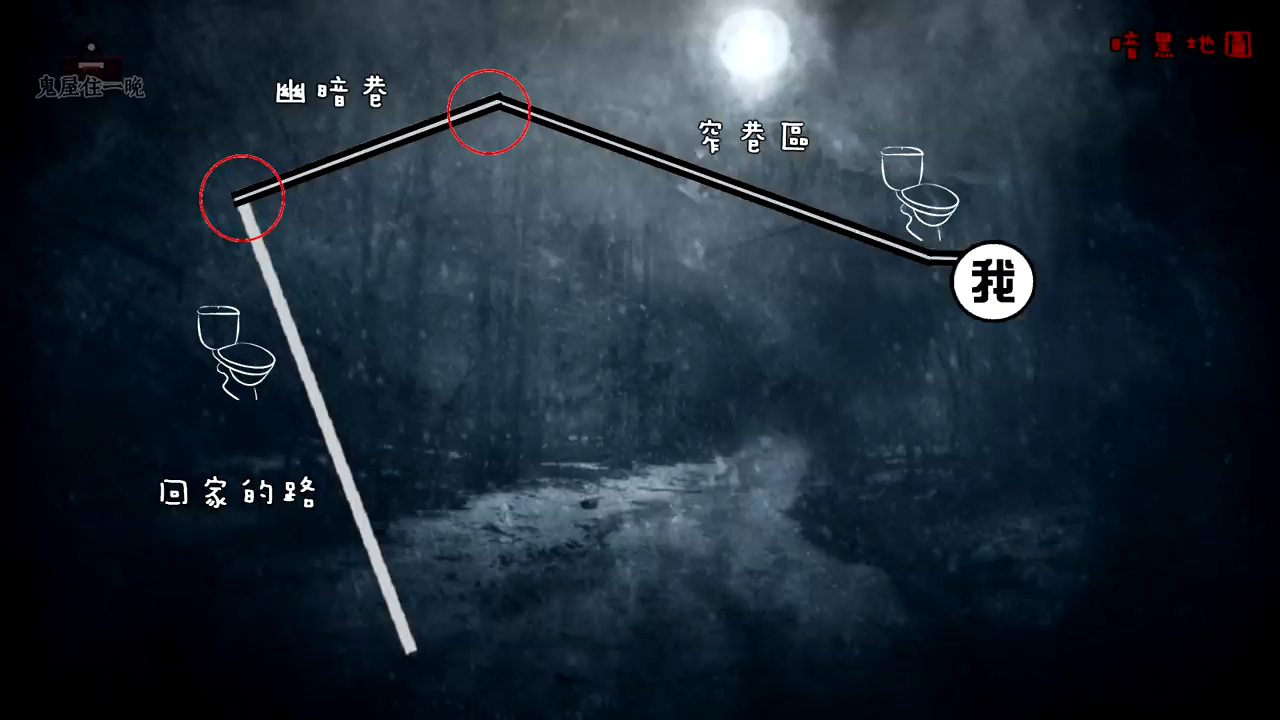 暗黑地圖
鬼屋住一晚
幽暗巷
窄巷區
我
回家的路